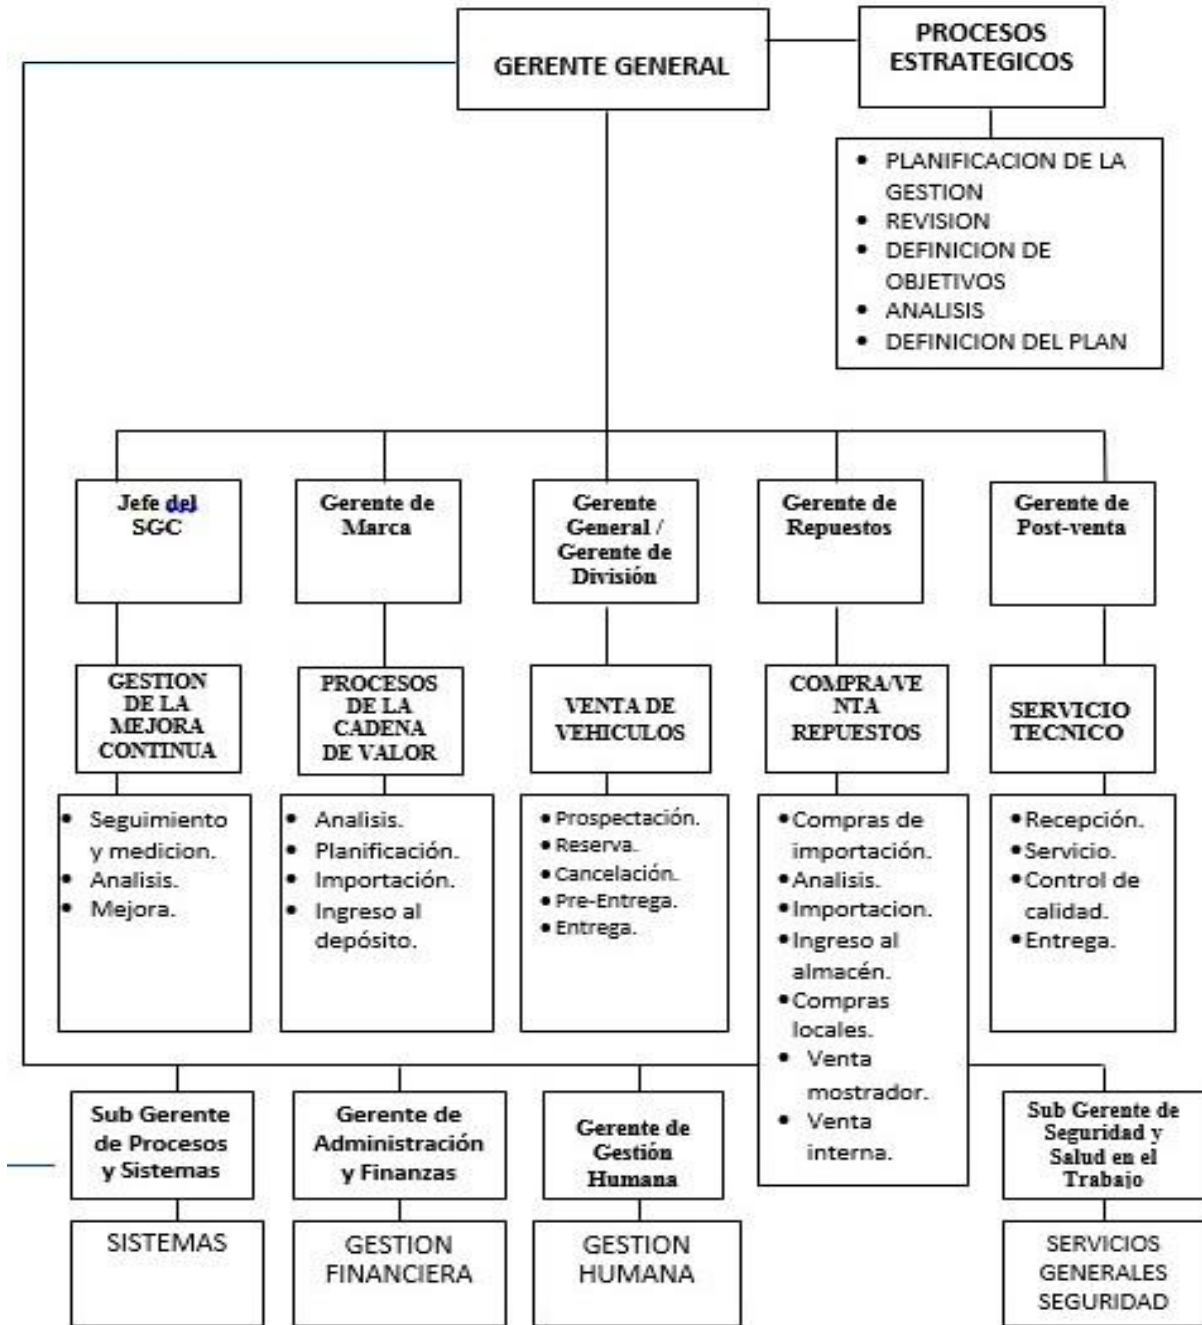 GERENTE GENERAL
PROCESOS
ESTRATEGICOS
• PLANIFICACION DE LA
GESTION
• REVISION
• DEFINICION DE
OBJETIVOS
• ANALISIS
• DEFINICION DEL PLAN
Jefe del
SGC
Gerente de
Marca
Gerente
General /
Gerente de
División
Gerente de
Repuestos
Gerente de
Post-venta
GESTION
DE LA
MEJORA
CONTINUA
PROCESOS
DE LA
CADENA
DE VALOR
VENTA DE
VEHICULOS
COMPRA/VE
NTA
REPUESTOS
SERVICIO
TECNICO
• Seguimiento
y medicion.
• Analisis.
• Mejora.
• Analisis.
• Planificación.
• Importación.
• Ingreso al
depósito.
• Prospectación.
• Reserva.
• Cancelación.
• Pre-Entrega.
• Entrega.
• Compras de
importación.
• Analisis.
• Importacion.
• Ingreso al
almacén.
• Compras
locales.
• Venta
mostrador.
• Venta
interna.
• Recepción.
• Servicio.
• Control de
calidad.
• Entrega.
Sub Gerente
de Procesos
y Sistemas
Gerente de
Administración
y Finanzas
Gerente de
Gestión
Humana
Sub Gerente de
Seguridad y
Salud en el
Trabajo
SISTEMAS
GESTION
FINANCIERA
GESTION
HUMANA
SERVICIOS
GENERALES
SEGURIDAD